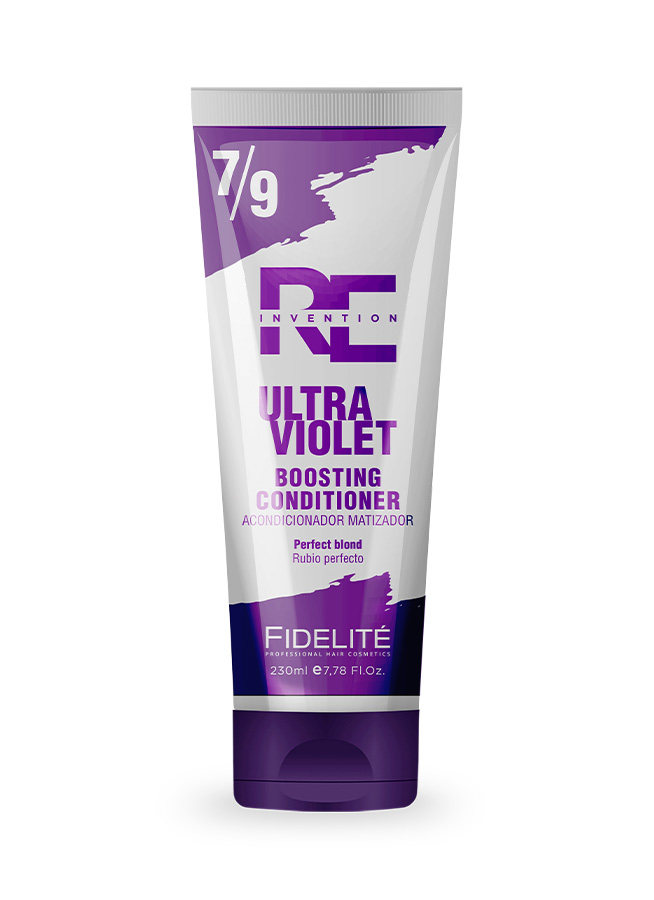 7/9
RE
INVENTION
ULTRA
VIOLET
BOOSTING
CONDITIONER
ACONDICIONADOR MATIZADOR
Perfect blond
Rubio perfecto
FIDELITÉ
PROFESSIONAL HAIR COSMETICS
230ml e7,78 Fl.Oz.